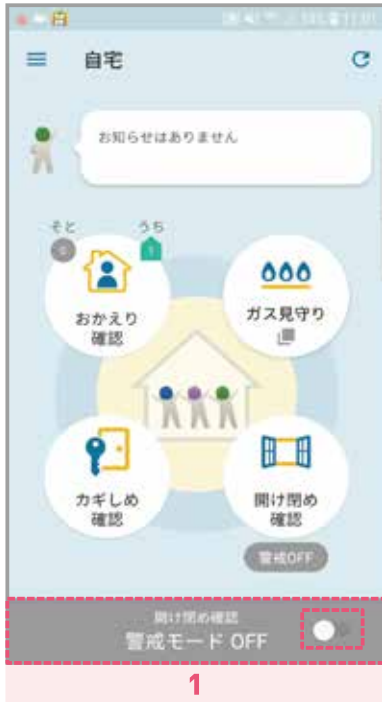 自宅
お知らせはありません
そと
うち
おかえり
確認
ガス見守り
カギしめ
確認
開け閉め
確認
警戒OFF
開け閉め確認
警戒モード OFF
1